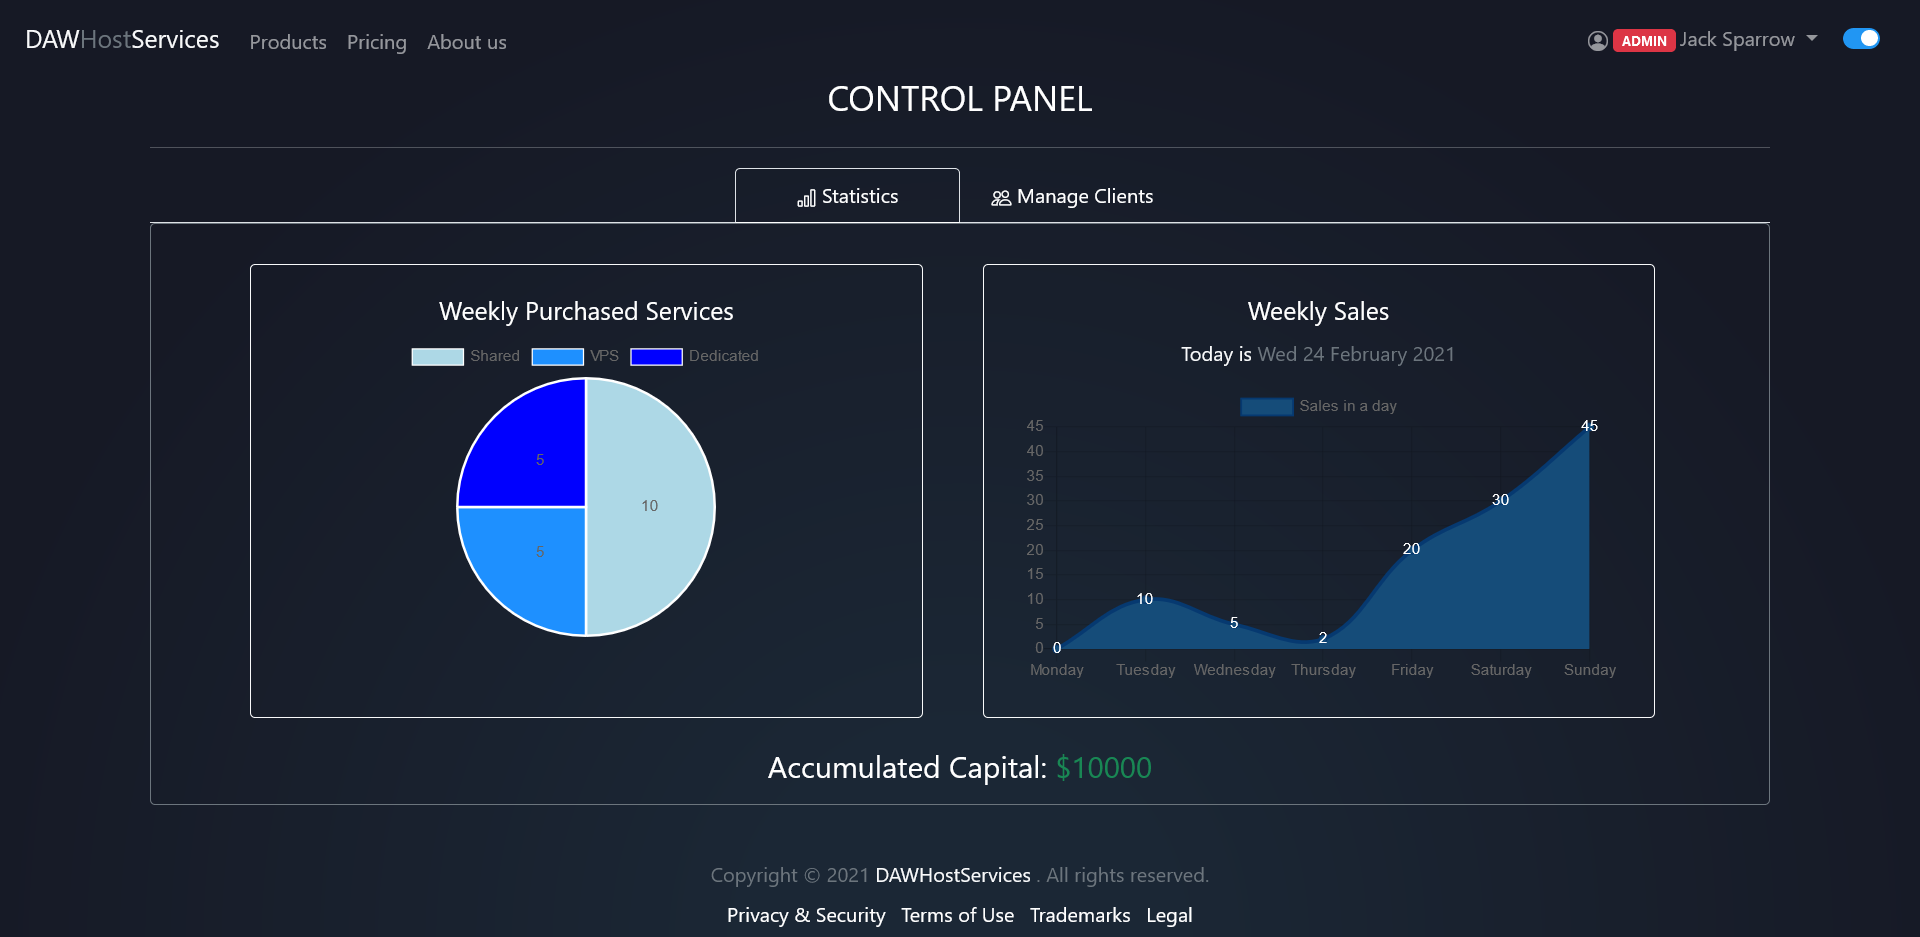 DAWHostServices Products Pricing About us ADMIN Jack Sparrow
CONTROL PANEL
Statistics Manage Clients
Weekly Purchased Services
Shared VPS Dedicated
5
10
5
Weekly Sales
Today is Wed 24 February 2021
Sales in a day
45 45
40
35
30 30
25
20 20
15
10 10
5 5
2
0 0
Monday Tuesday Wednesday Thursday Friday Saturday Sunday
Accumulated Capital: $10000
Copyright © 2021 DAWHostServices . All rights reserved.
Privacy & Security Terms of Use Trademarks Legal